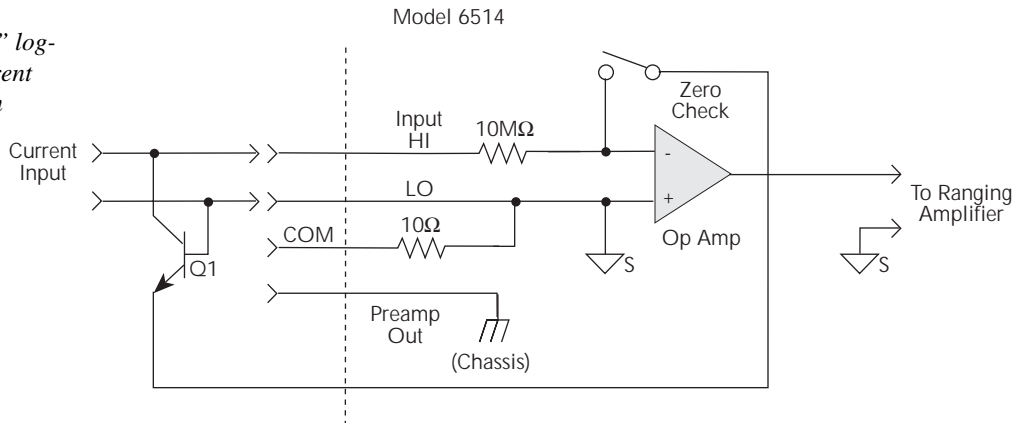 Model 6514
” log-
rent
Zero
Check
Input
HI
10MΩ
Current
Input
-
LO
+
To Ranging
Amplifier
10Ω
COM
Op Amp
S
S
Q1
Preamp
Out
(Chassis)